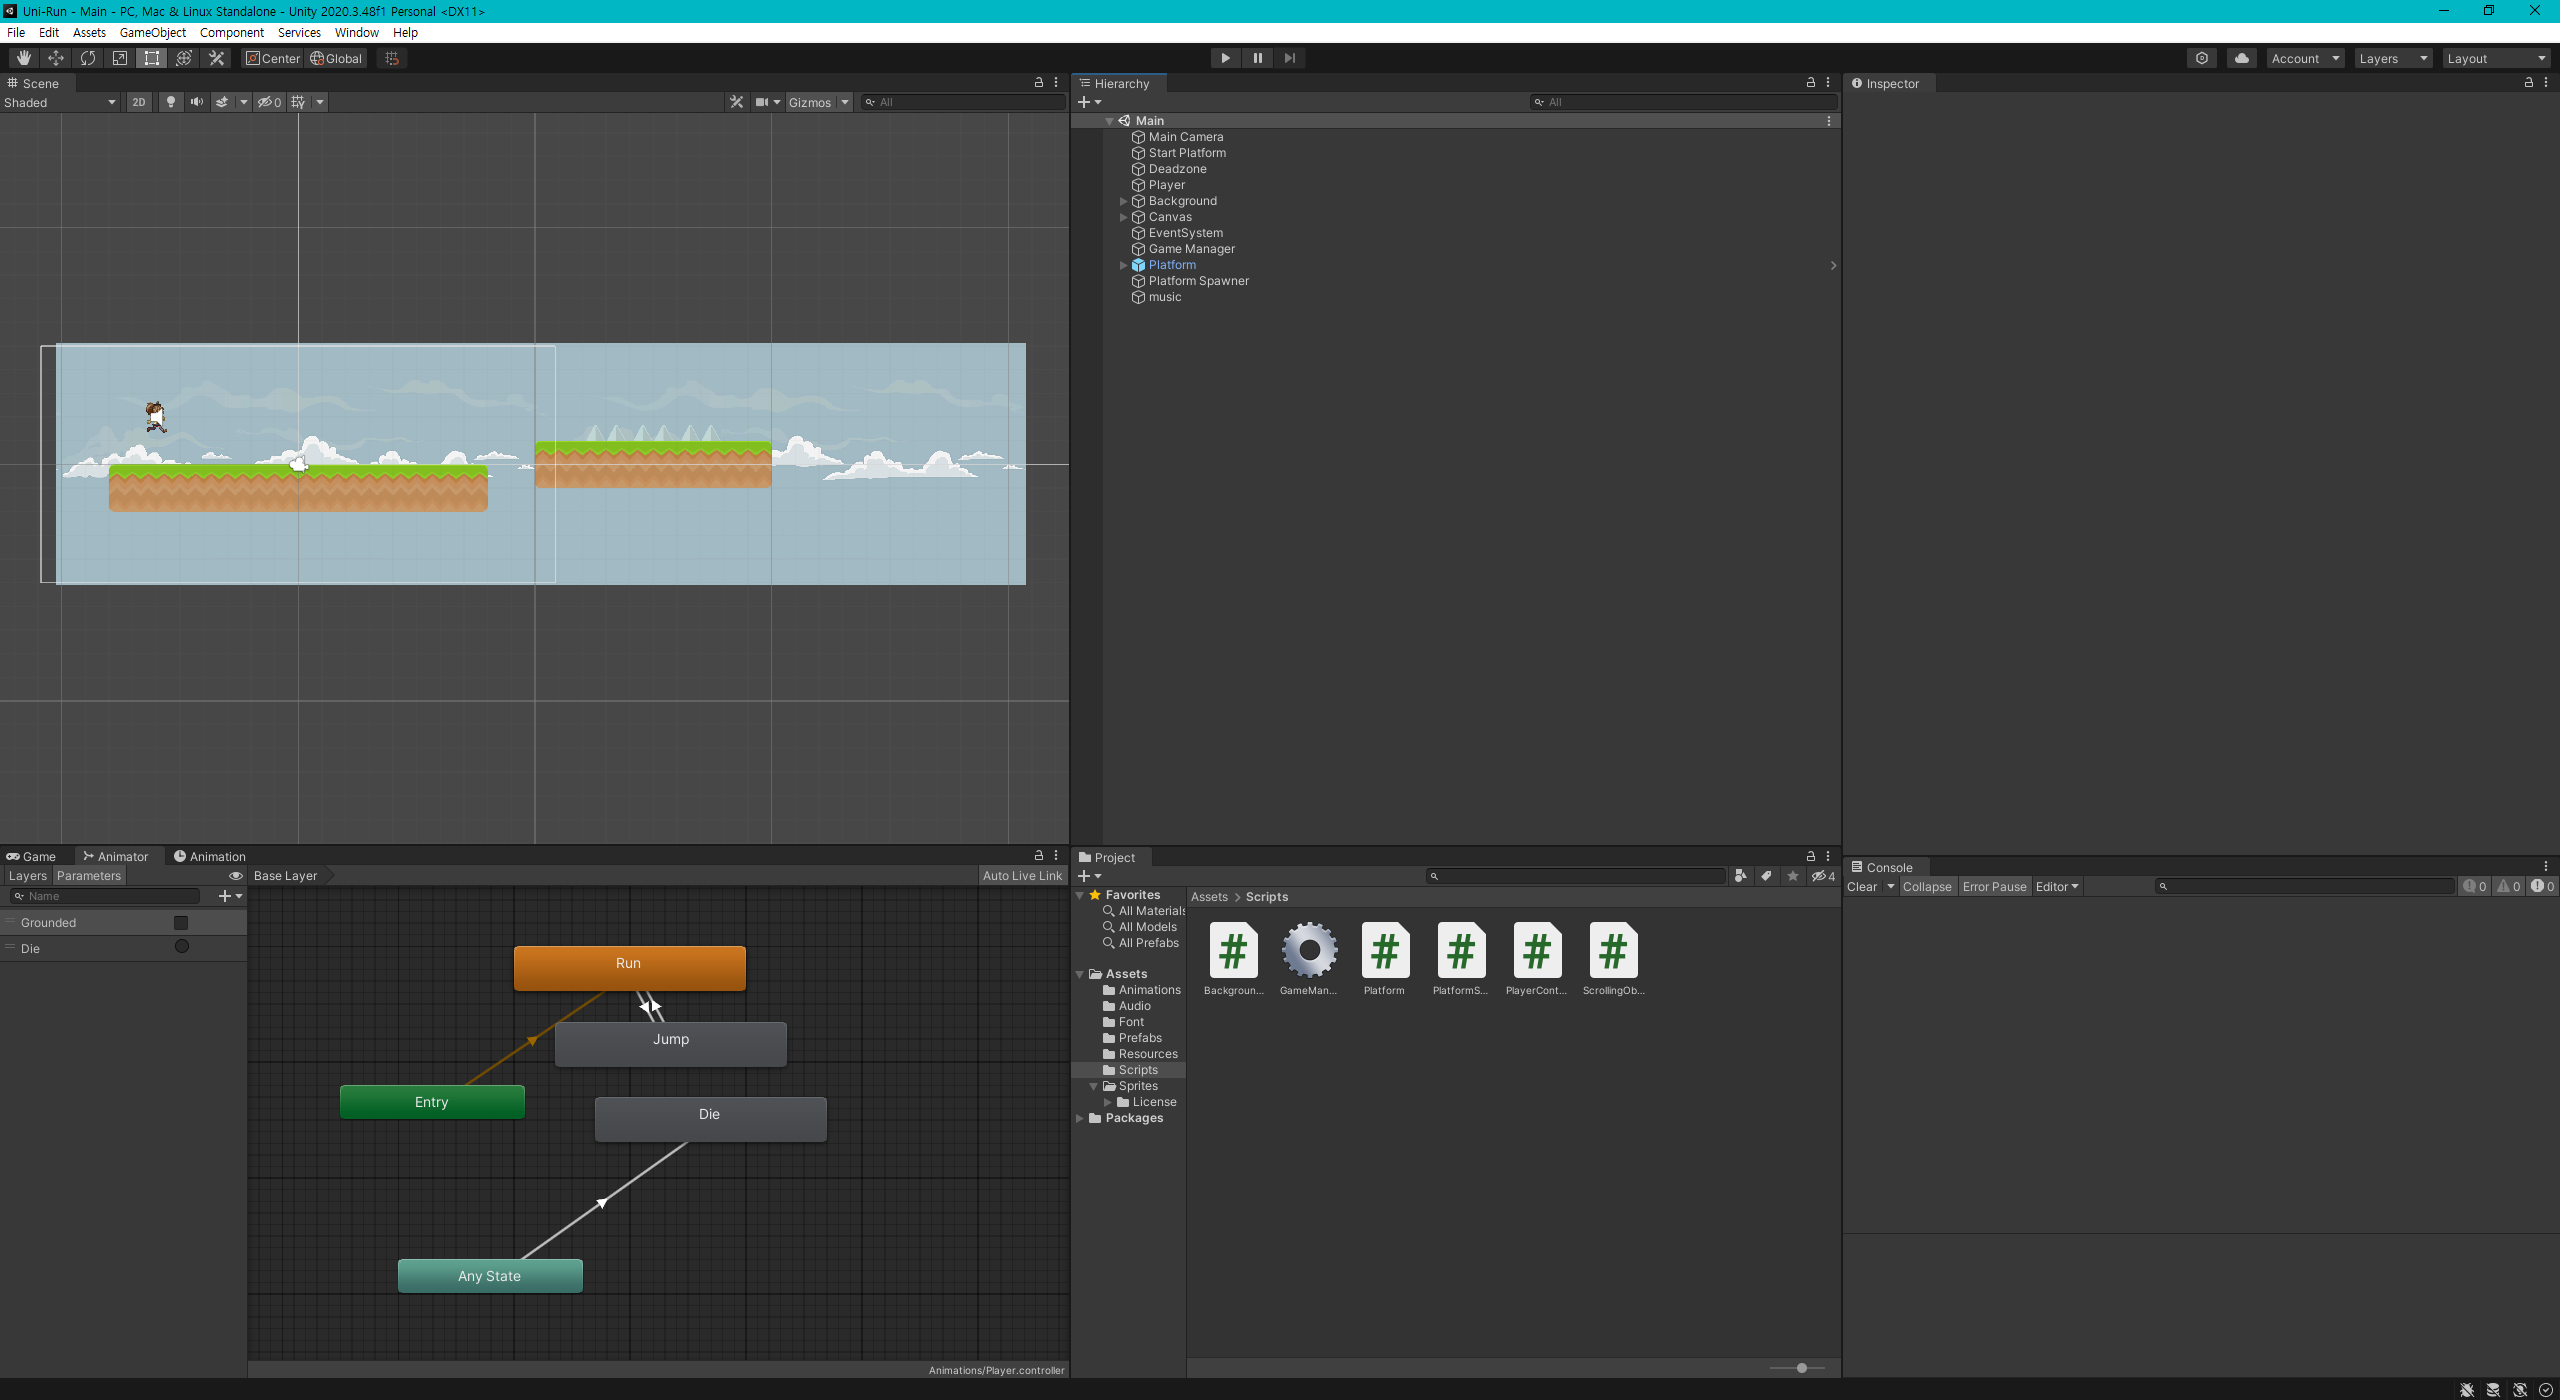 Uni-Run - Main - PC, Mac & Linux Standalone - Unity 2020.3.48f1 Personal <DX11>
File Edit Assets GameObject Component Services Window Help
Center Global Account Layers Layout
Scene
Shaded 2D 0 Gizmos All
Hierarchy
All
Main
Main Camera
Start Platform
Deadzone
Player
Background
Canvas
EventSystem
Game Manager
Platform
Platform Spawner
music
Inspector
Game Animator Animation
Layers Parameters Base Layer Auto Live Link
Name
Grounded
Die
Run
Jump
Entry
Die
Any State
Animations/Player.controller
Project
4
Favorites
All Materials
All Models
All Prefabs
Assets
Animations
Audio
Font
Prefabs
Resources
Scripts
Sprites
License
Packages
Assets > Scripts
Backgroun... GameMan... Platform PlatformS... PlayerCont... ScrollingOb...
Console
Clear Collapse Error Pause Editor 0 0 0